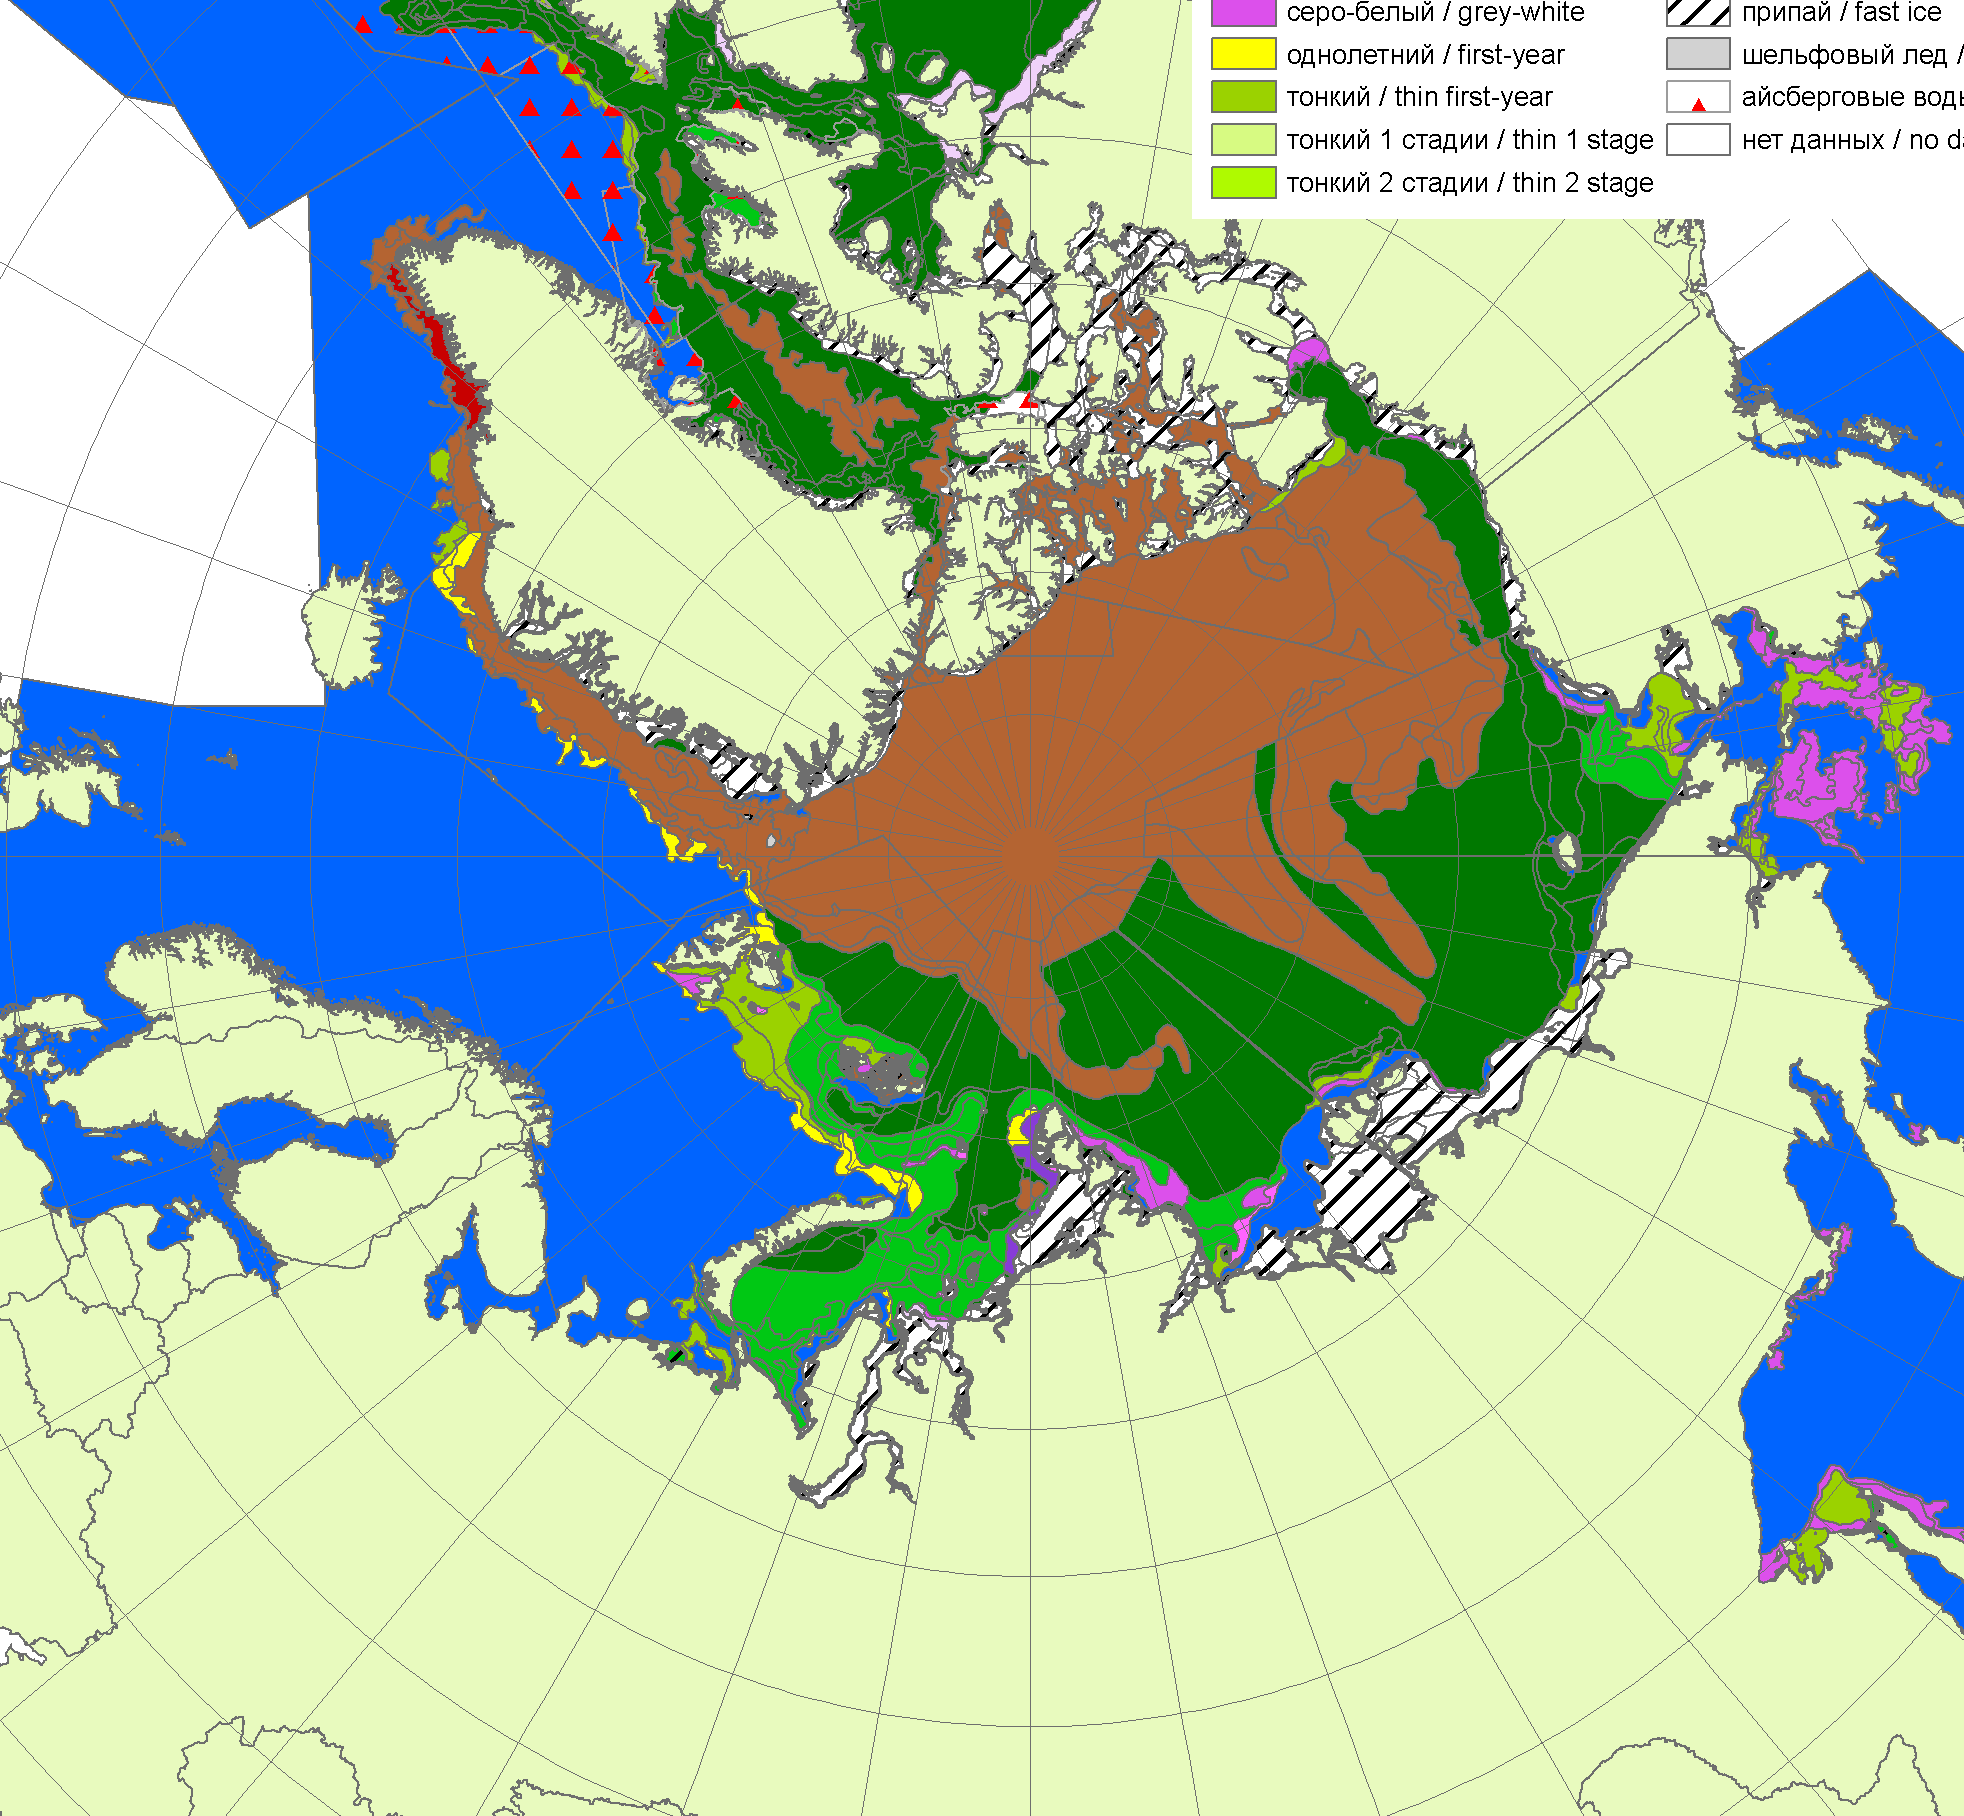 серо-белый / grey-white
однолетний / first-year
тонкий / thin first-year
тонкий 1 стадии / thin 1 stage
тонкий 2 стадии / thin 2 stage
припай / fast ice
шельфовый лед /
айсберговые
нет данных / no